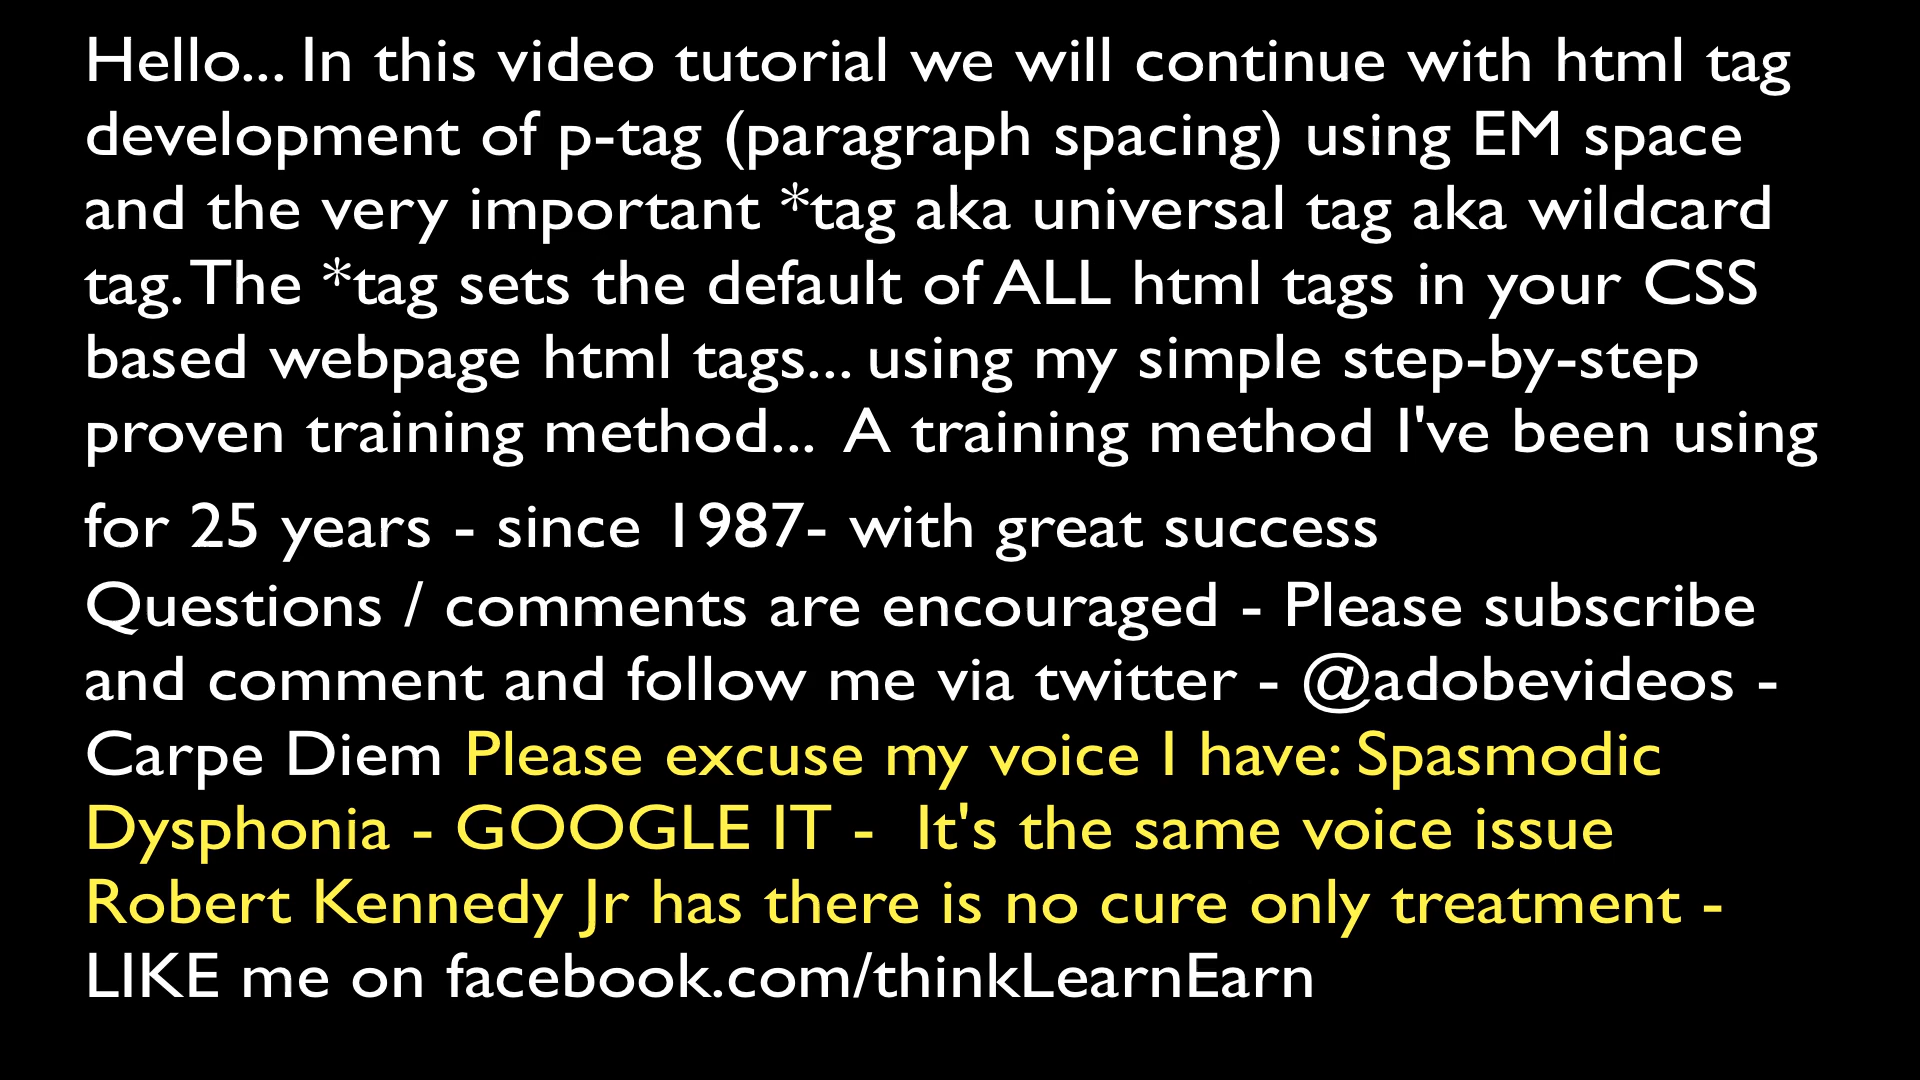 Hello... In this video tutorial we will continue with html tag
development of p-tag (paragraph spacing) using EM space
and the very important *tag aka universal tag aka wildcard
tag. The *tag sets the default of ALL html tags in your CSS
based webpage html tags... using my simple step-by-step
proven training method...  A training method I've been using
for 25 years - since 1987- with great success
Questions / comments are encouraged - Please subscribe
and comment and follow me via twitter - @adobevideos -
Carpe Diem Please excuse my voice I have: Spasmodic
Dysphonia - GOOGLE IT -  It's the same voice issue
Robert Kennedy Jr has there is no cure only treatment -
LIKE me on facebook.com/thinkLearnEarn